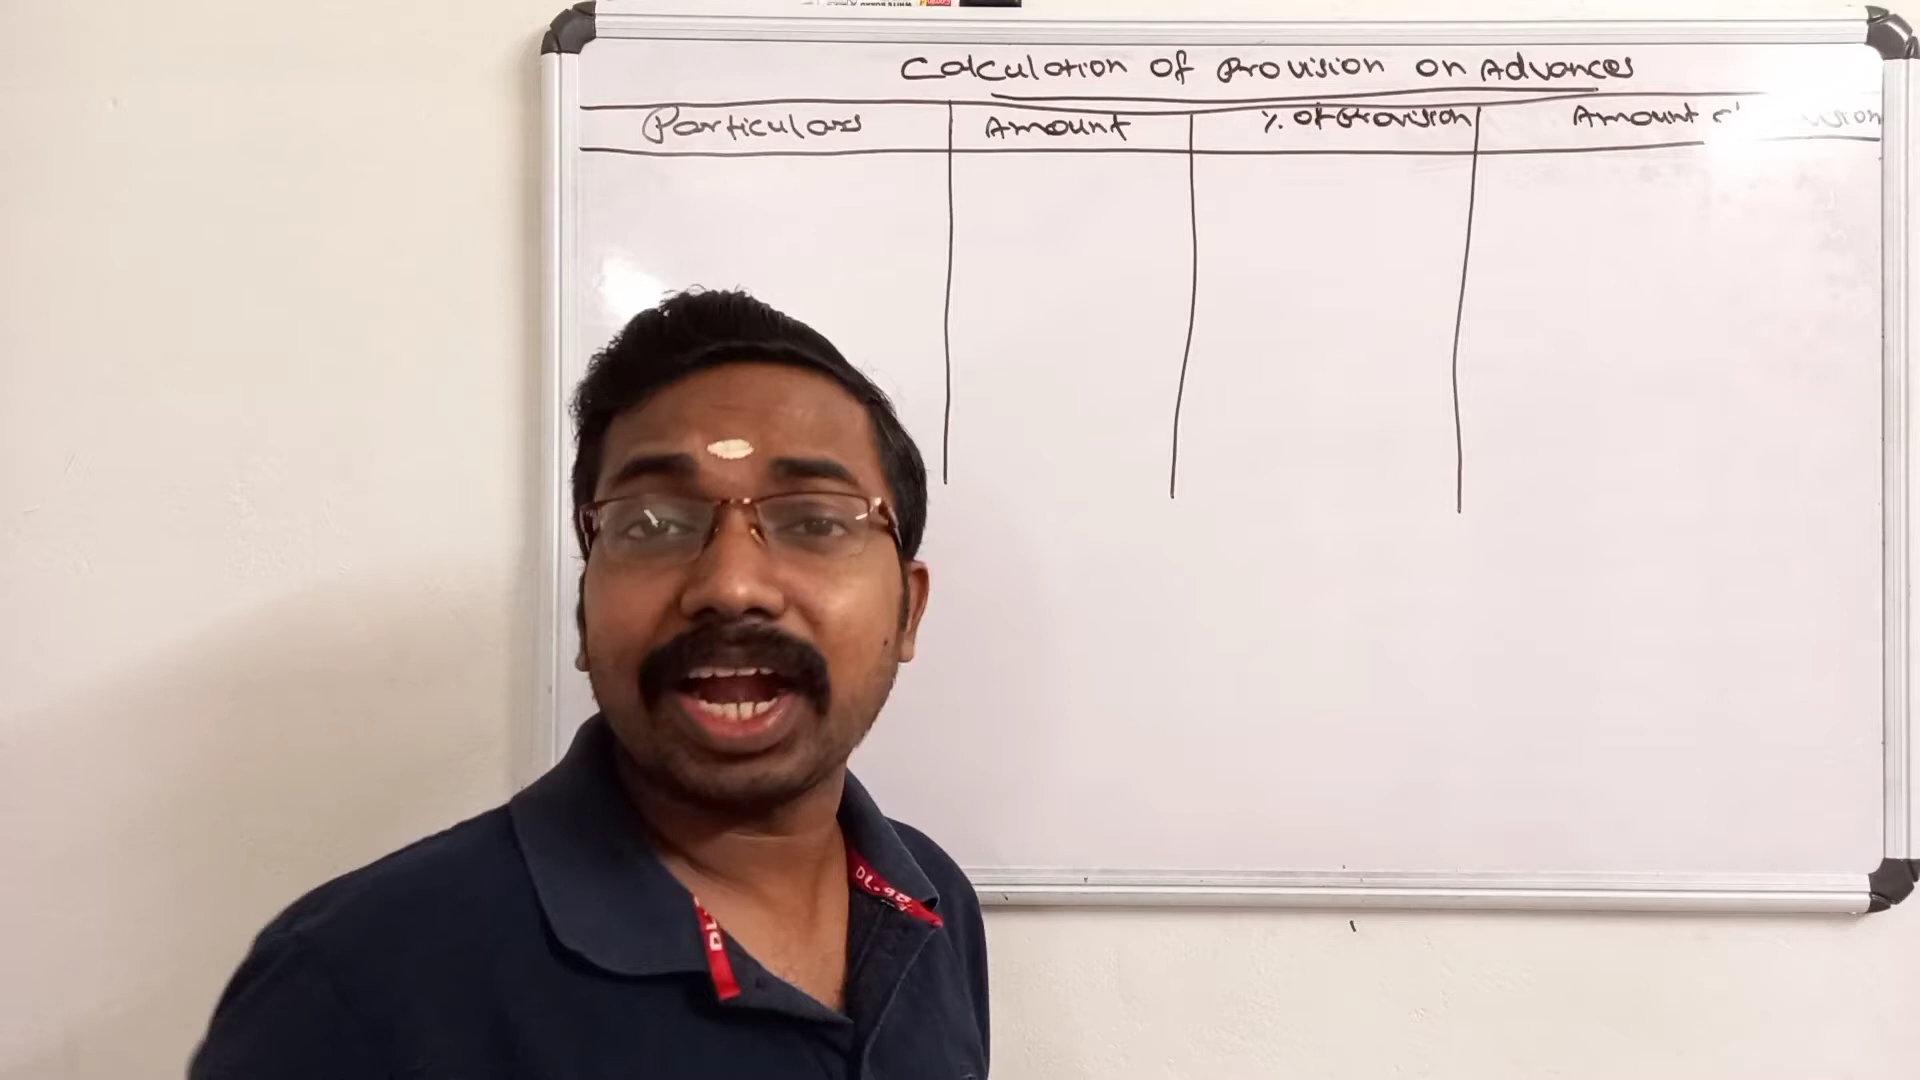 Calculation of Provision on Advances
Particulars Amount % of Provision Amount